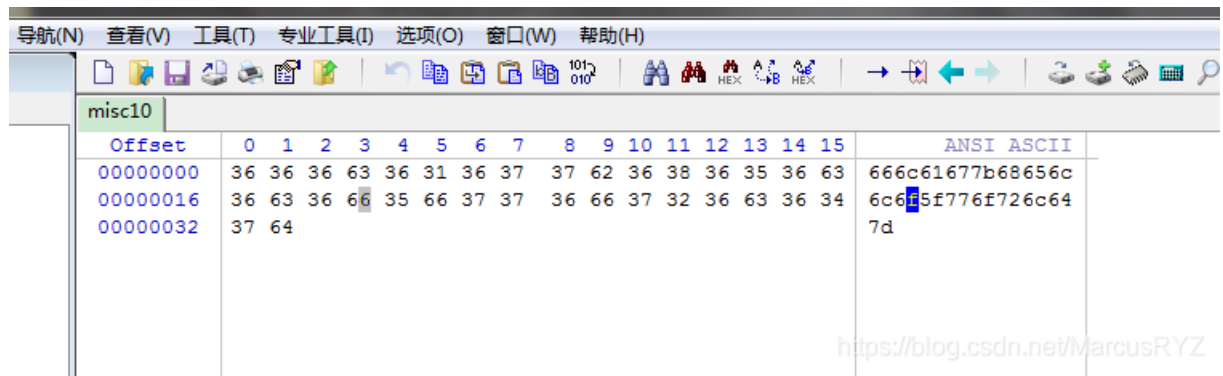 导航(N) 查看(V) 工具(T) 专业工具(I) 选项(O) 窗口(W) 帮助(H)
misc10
Offset 0 1 2 3 4 5 6 7 8 9 10 11 12 13 14 15 ANSI ASCII
00000000 36 36 36 63 36 31 36 37 37 62 36 38 36 35 36 63 666c61677b68656c
00000016 36 63 36 66 35 66 37 37 36 66 37 32 36 63 36 34 6c6f5f776f726c64
00000032 37 64 7d
https://blog.csdn.net/MarcusRYZ